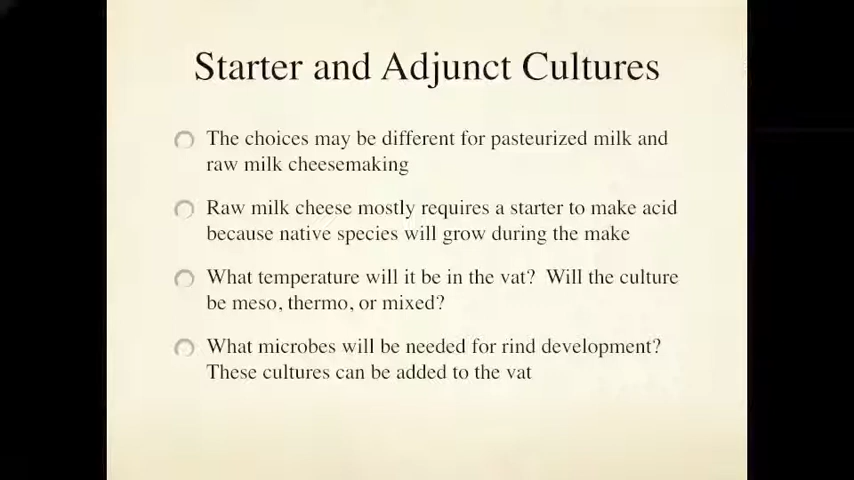 Starter and Adjunct Cultures
The choices may be different for pasteurized milk and
raw milk cheesemaking
Raw milk cheese mostly requires a starter to make acid
because native species will grow during the make
What temperature will it be in the vat? Will the culture
be meso, thermo, or mixed?
What microbes will be needed for rind development?
These cultures can be added to the vat